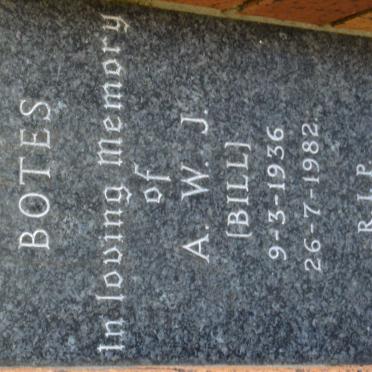 BOTES
In loving memory
of
A. W. J.
(BILL)
9-3-1936
26-7-1982
R.I.P.